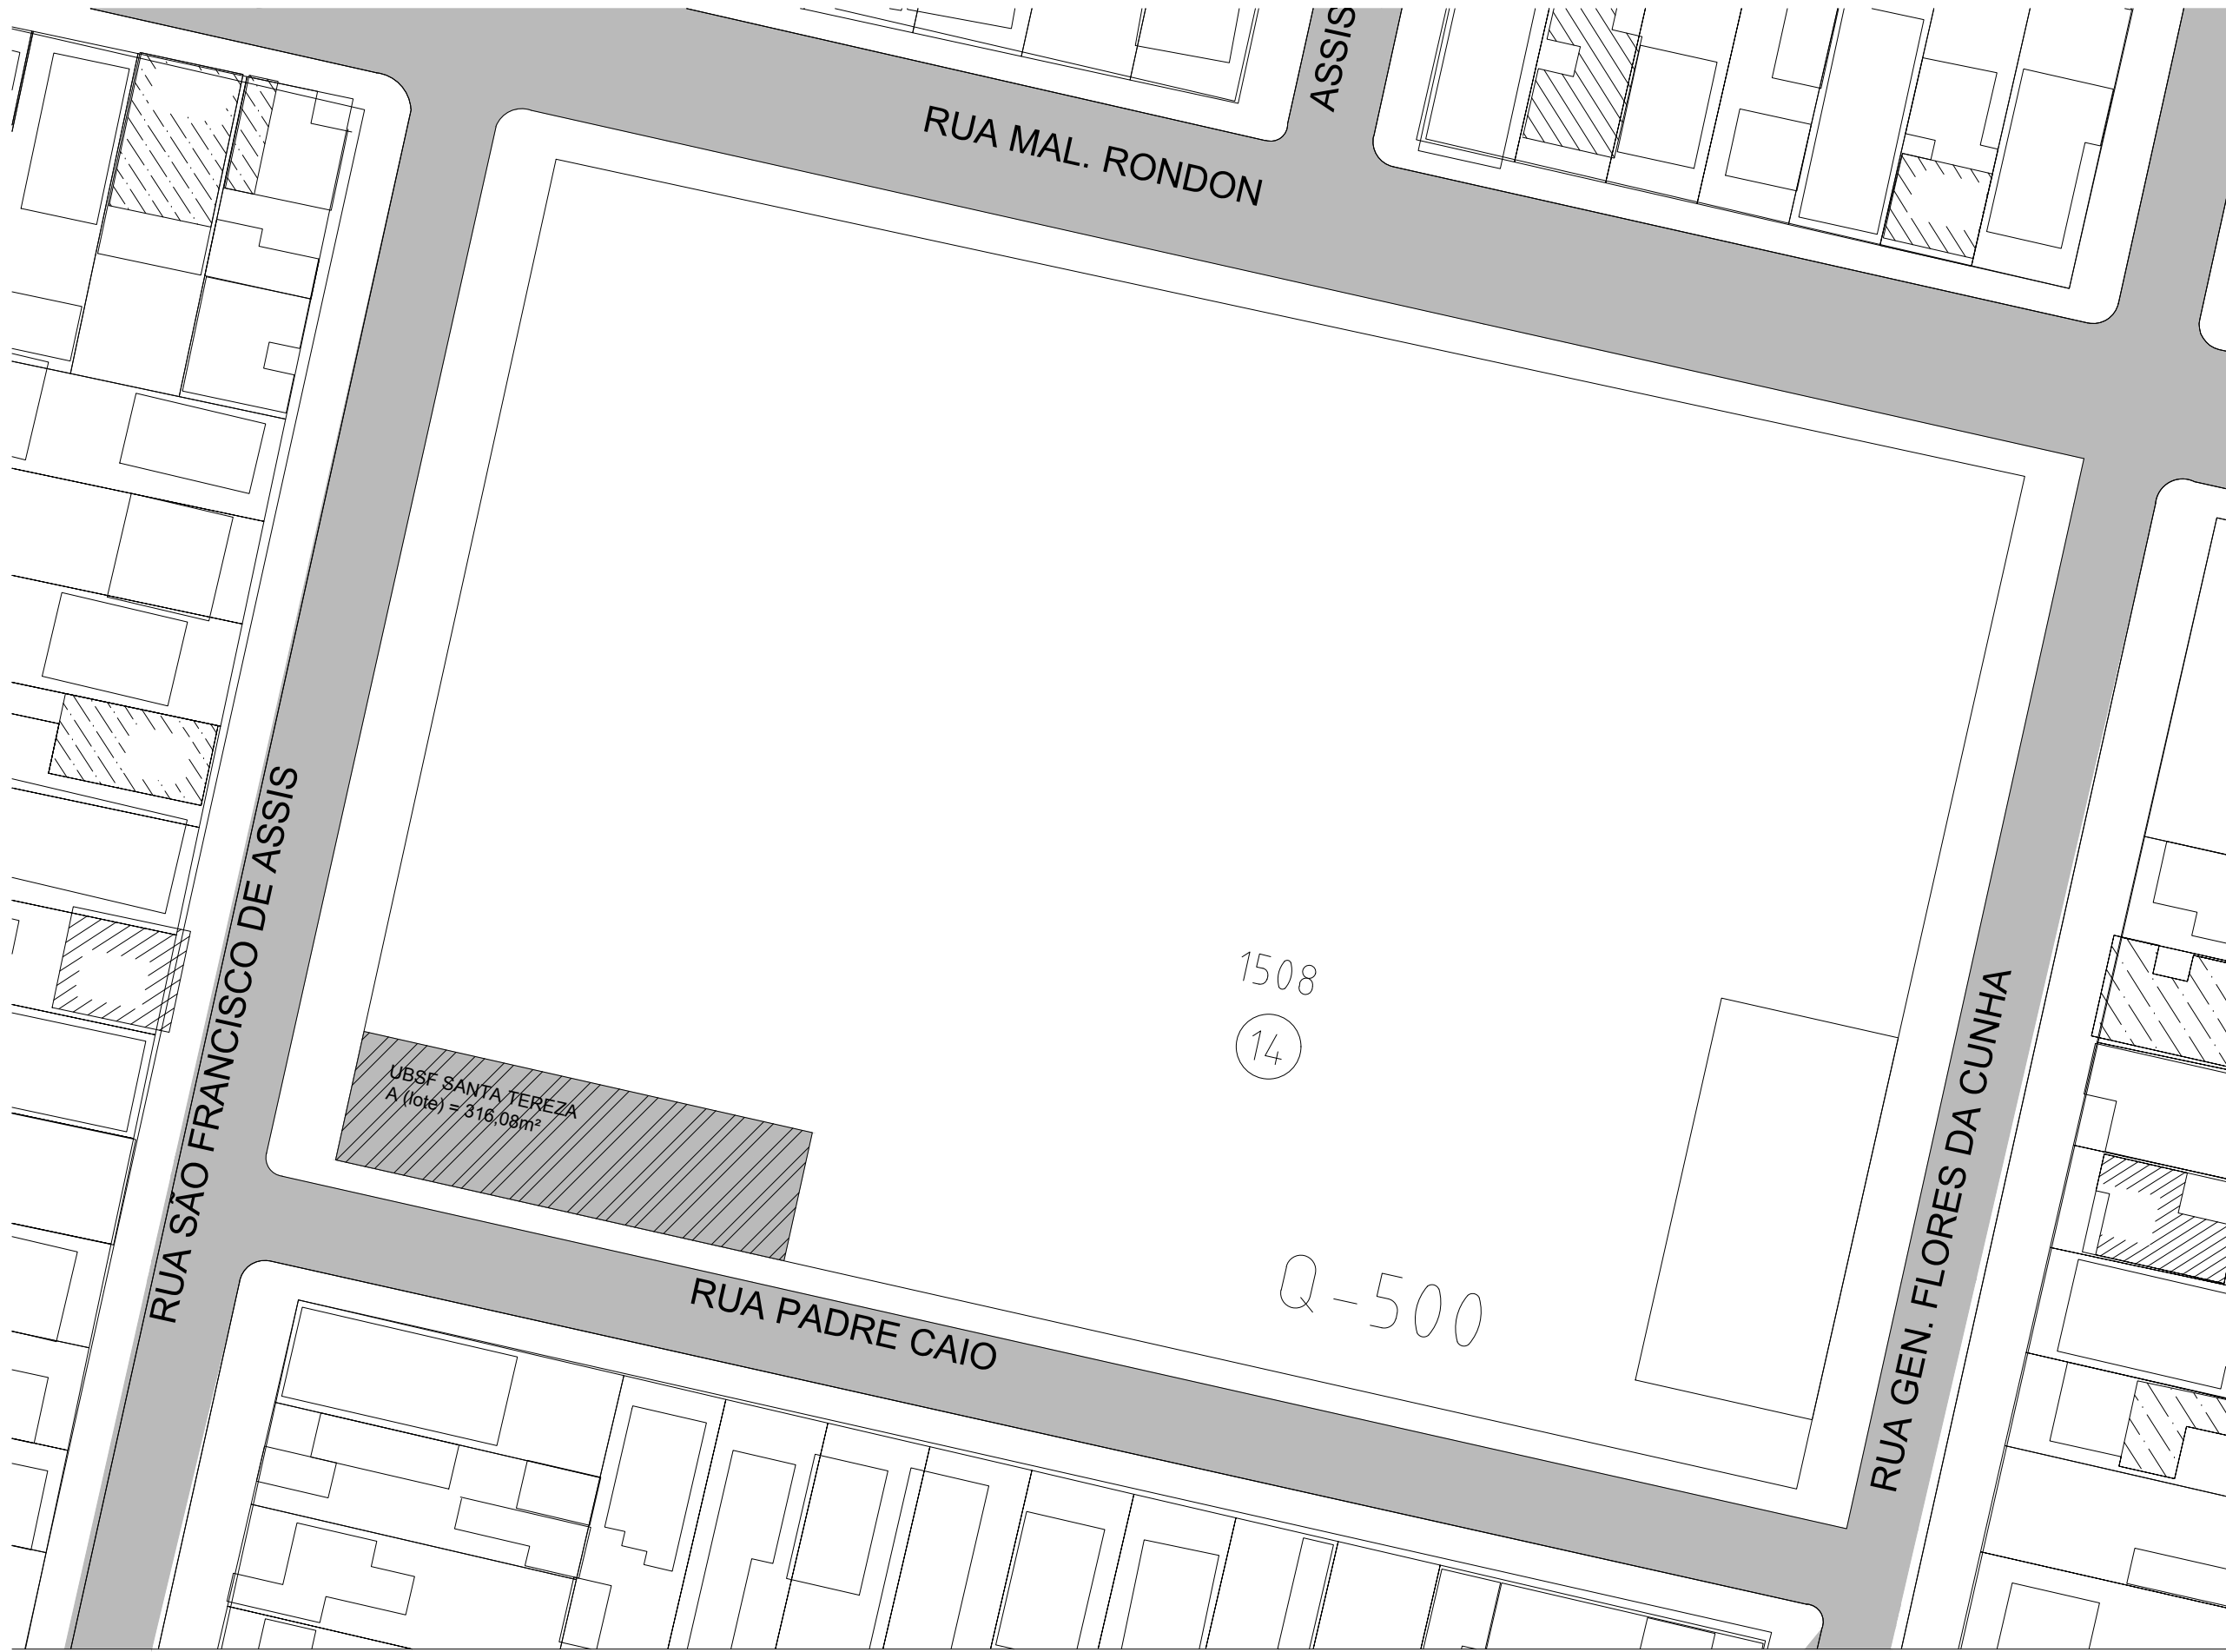 ASSIS
RUA MAL. RONDON
RUA SÃO FRANCISCO DE ASSIS
1508
14
UBSF SANTA TEREZA
A (lote) = 316,08m²
RUA GEN. FLORES DA CUNHA
Q-500
RUA PADRE CAIO